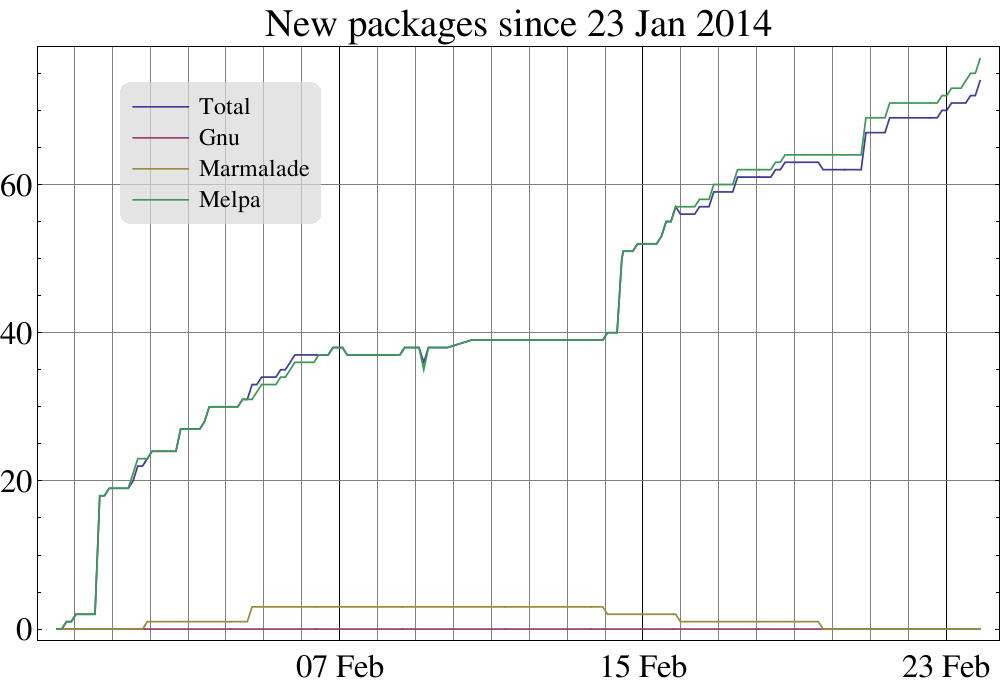 New packages since 23 Jan 2014
Total
Gnu
Marmalade
Melpa
60
40
20
0
07 Feb
15 Feb
23 Feb